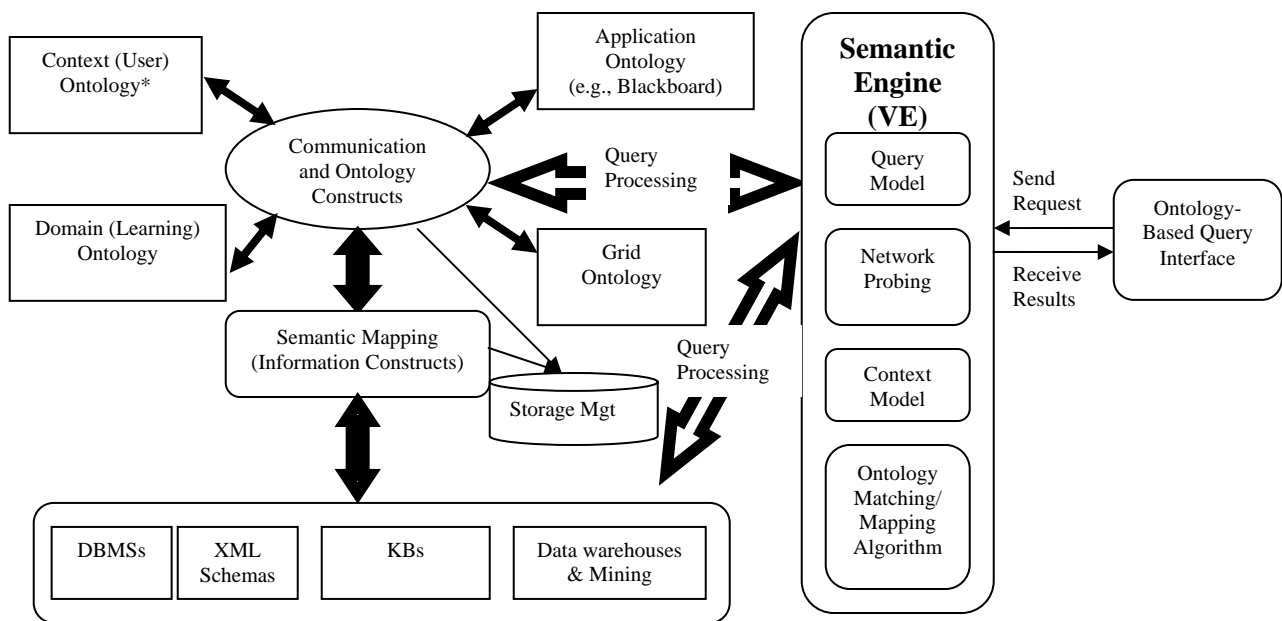 Context (User)
Ontology*
Application
Ontology
(e.g., Blackboard)
Semantic
Engine
(VE)
Communication
and Ontology
Constructs
Query
Processing
Query
Model
Send
Request
Ontology-
Based Query
Interface
Domain (Learning)
Ontology
Grid
Ontology
Network
Probing
Receive
Results
Semantic Mapping
(Information Constructs)
Query
Processing
Context
Model
Storage Mgt
Ontology
Matching/
Mapping
Algorithm
DBMSs
XML
Schemas
KBs
Data warehouses
& Mining